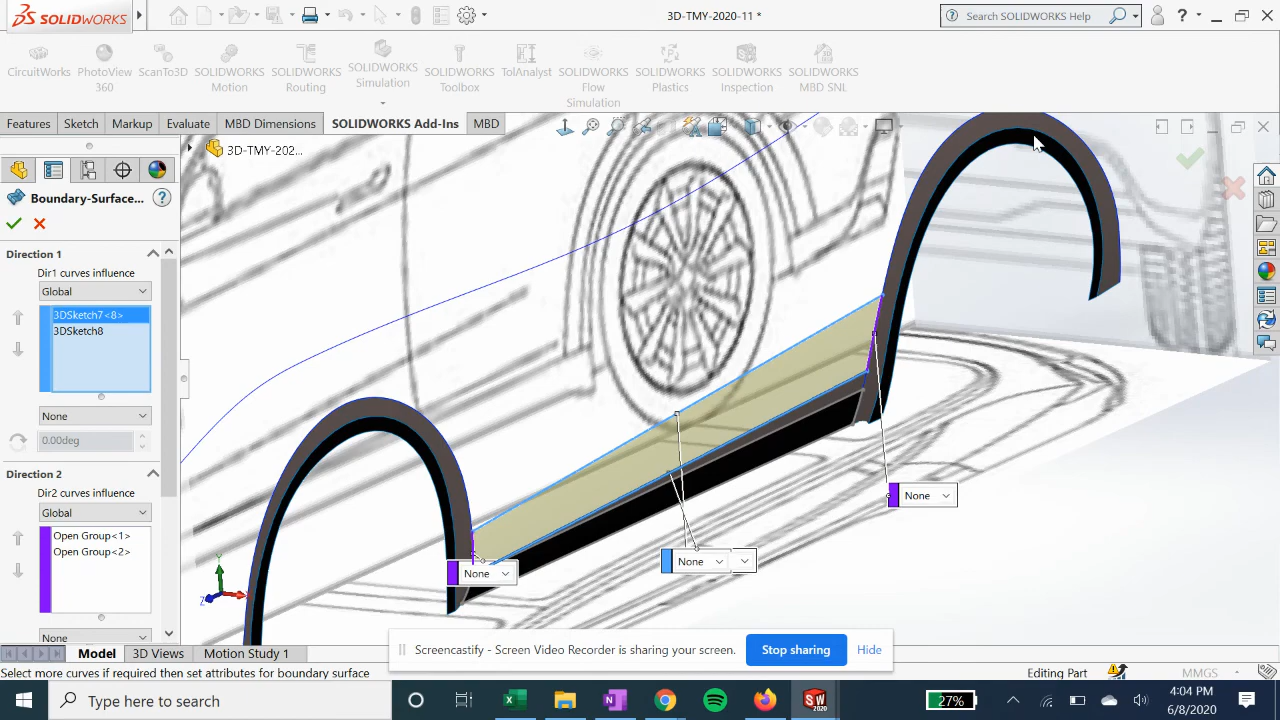 SOLIDWORKS
3D-TMY-2020-11 *
Search SOLIDWORKS Help
?
CircuitWorks
PhotoView
360
ScanTo3D
SOLIDWORKS
Motion
SOLIDWORKS
Routing
SOLIDWORKS
Simulation
SOLIDWORKS
Toolbox
TolAnalyst
SOLIDWORKS
Flow
Simulation
SOLIDWORKS
Plastics
SOLIDWORKS
Inspection
SOLIDWORKS
MBD SNL
Features
Sketch
Markup
Evaluate
MBD Dimensions
SOLIDWORKS Add-Ins
MBD
3D-TMY-202...
Boundary-Surface...
?
Direction 1
Dir1 curves influence
Global
3DSketch7<8>
3DSketch8
None
0.00deg
Direction 2
Dir2 curves influence
Global
Open Group<1>
Open Group<2>
None
None
None
None
Y
X
Z
Screencastify - Screen Video Recorder is sharing your screen.
Stop sharing
Hide
Model
3D Views
Motion Study 1
Select more curves if required then set attributes for boundary surface
Editing Part
MMGS
Type here to search
27%
4:04 PM
6/8/2020